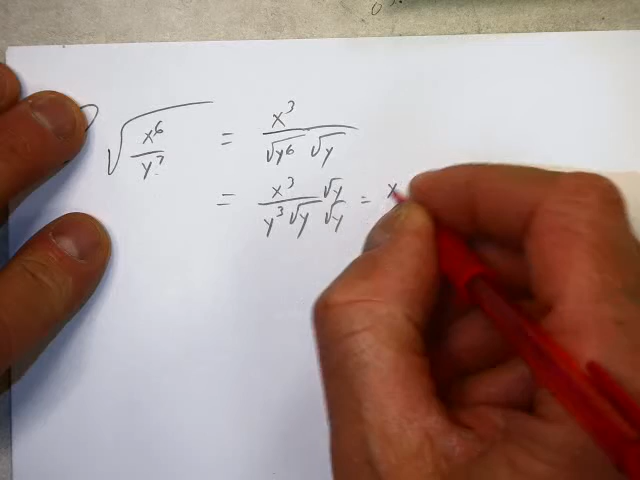 √(x⁶/y⁷) = x³/(√y⁶ √y)
= x³/(y³√y) √y/√y = x